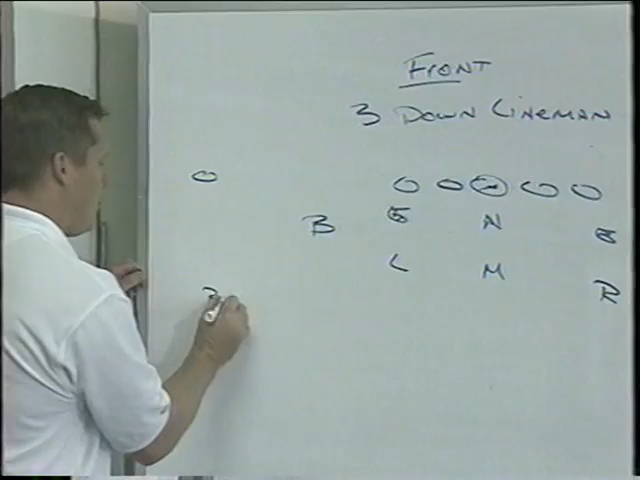 Front
3 Down Lineman
O
O O O O O
B E N E
L M R